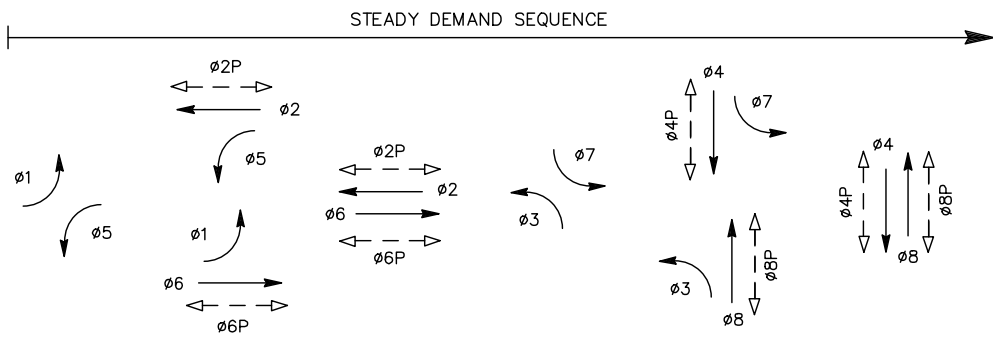 STEADY DEMAND SEQUENCE
ø1
ø5
ø2P
ø2
ø5
ø1
ø6
ø6P
ø2P
ø2
ø6
ø6P
ø7
ø3
ø4
ø4P
ø7
ø3
ø8P
ø8
ø4
ø4P
ø8P
ø8